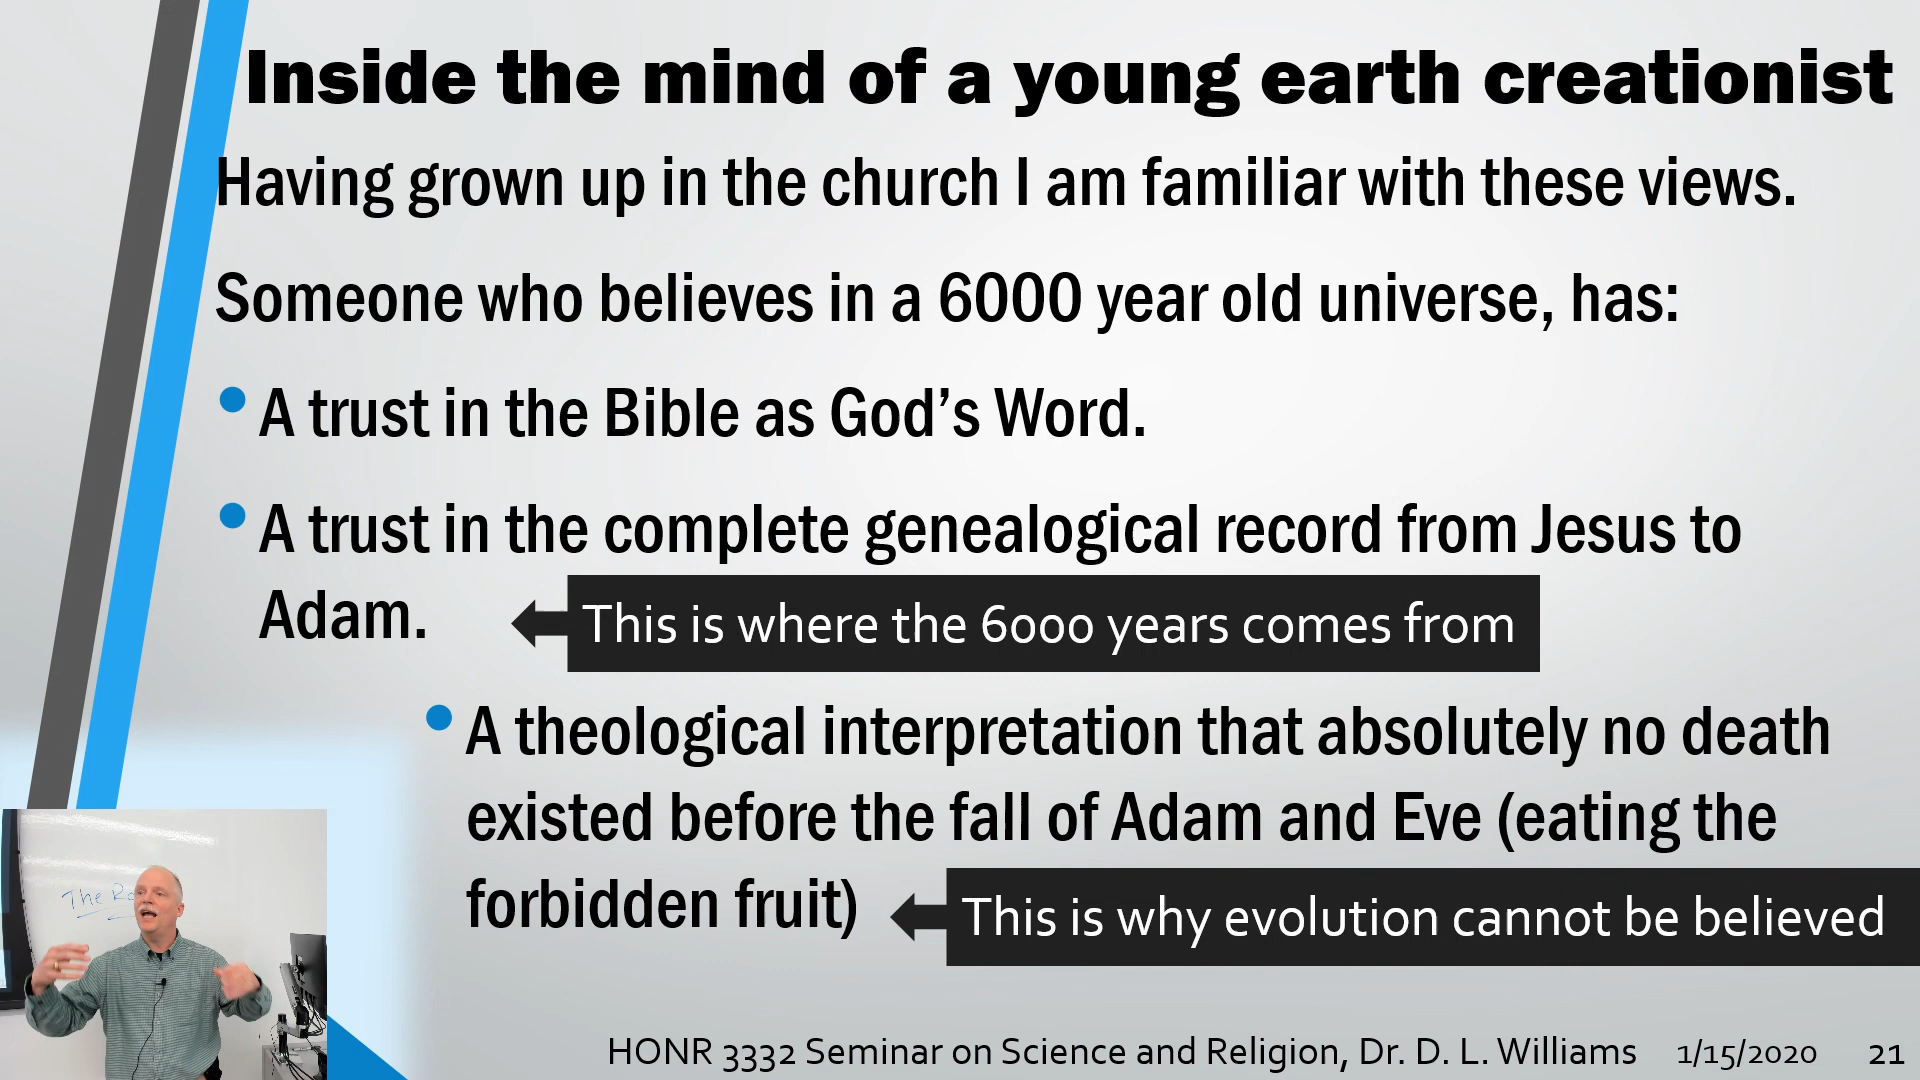 Inside the mind of a young earth creationist
Having grown up in the church I am familiar with these views.
Someone who believes in a 6000 year old universe, has:
• A trust in the Bible as God’s Word.
• A trust in the complete genealogical record from Jesus to
Adam.
This is where the 6000 years comes from
• A theological interpretation that absolutely no death
existed before the fall of Adam and Eve (eating the
forbidden fruit)
This is why evolution cannot be believed
The
HONR 3332 Seminar on Science and Religion, Dr. D. L. Williams 1/15/2020 21